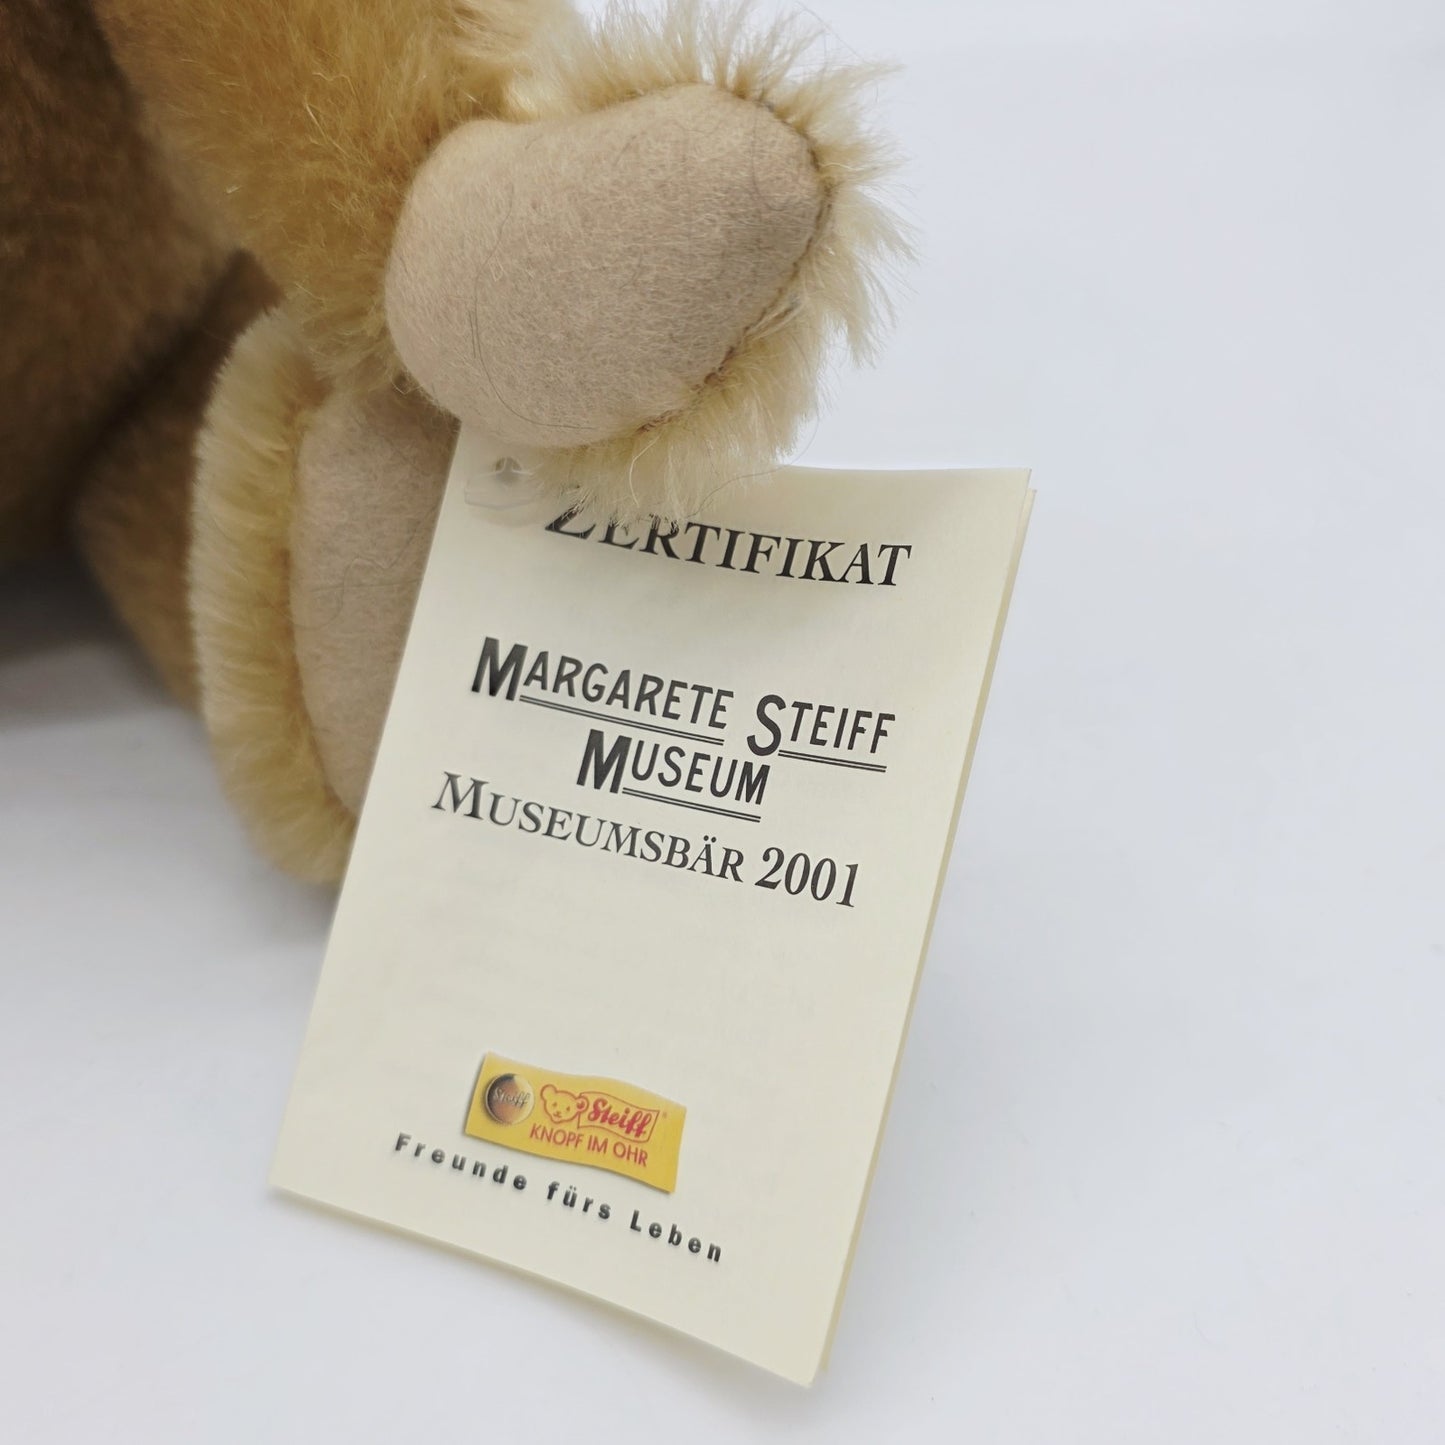 ZERTIFIKAT
MARGARETE STEIFF
MUSEUM
MUSEUMSBÄR 2001
Steiff
Steiff®
KNOPF IM OHR
Freunde fürs Leben